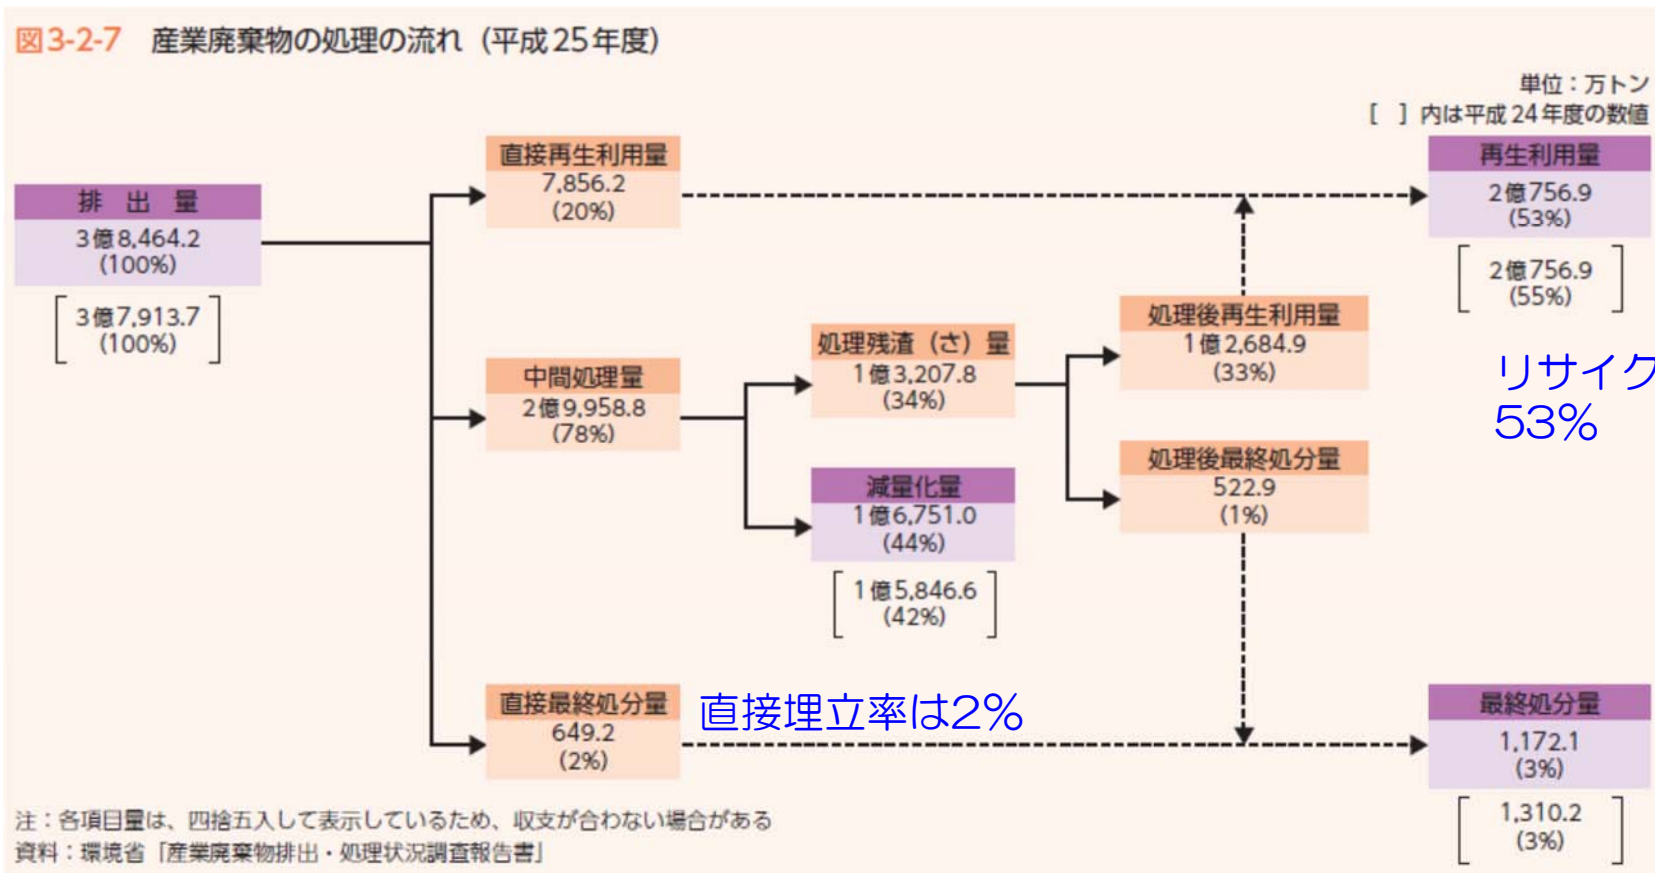 図3-2-7 産業廃棄物の処理の流れ（平成25年度）
単位：万トン
[ ] 内は平成24年度の数値
排 出 量
3億8,464.2
(100%)
3億7,913.7
(100%)
直接再生利用量
7,856.2
(20%)
中間処理量
2億9,958.8
(78%)
直接最終処分量
649.2
(2%)
直接埋立率は2%
処理残渣（さ）量
1億3,207.8
(34%)
減量化量
1億6,751.0
(44%)
1億5,846.6
(42%)
処理後再生利用量
1億2,684.9
(33%)
処理後最終処分量
522.9
(1%)
再生利用量
2億756.9
(53%)
2億756.9
(55%)
リサイク
53%
最終処分量
1,172.1
(3%)
1,310.2
(3%)
注：各項目量は、四捨五入して表示しているため、収支が合わない場合がある
資料：環境省「産業廃棄物排出・処理状況調査報告書」